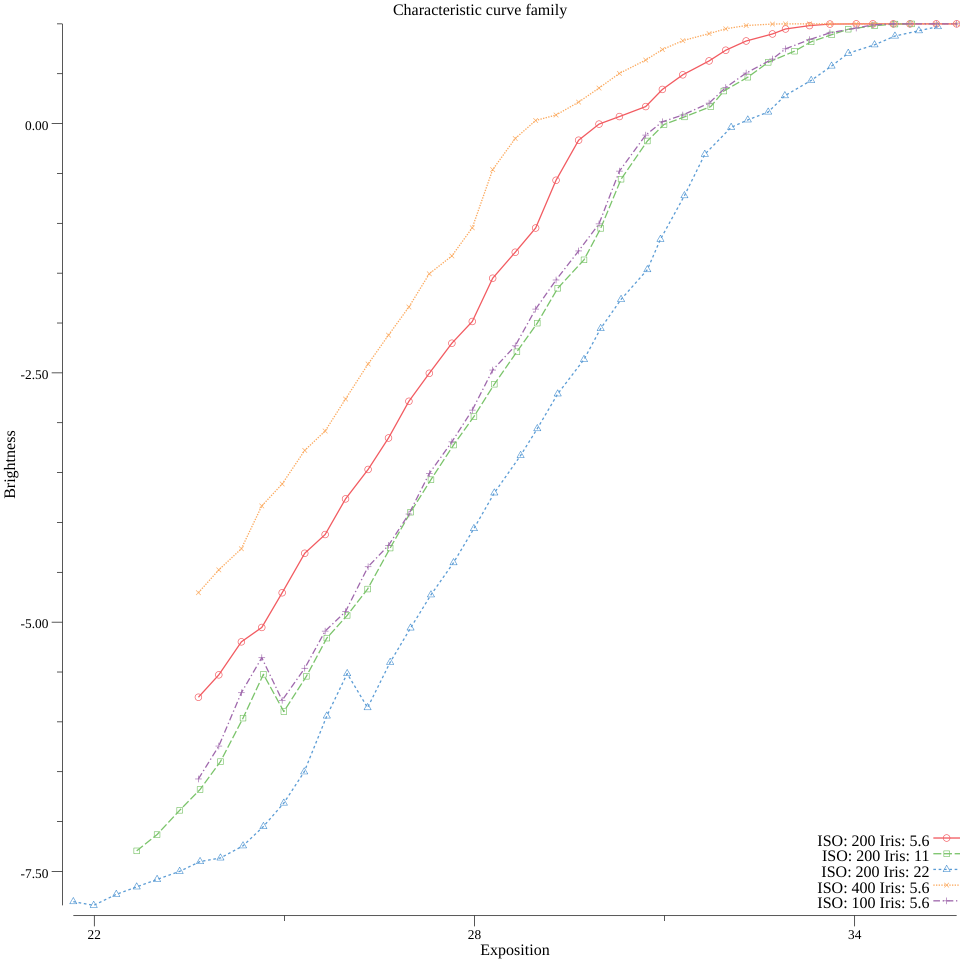 Characteristic curve family
0.00
-2.50
Brightness
-5.00
-7.50
ISO: 200 Iris: 5.6
ISO: 200 Iris: 11
ISO: 200 Iris: 22
ISO: 400 Iris: 5.6
ISO: 100 Iris: 5.6
22
28
34
Exposition